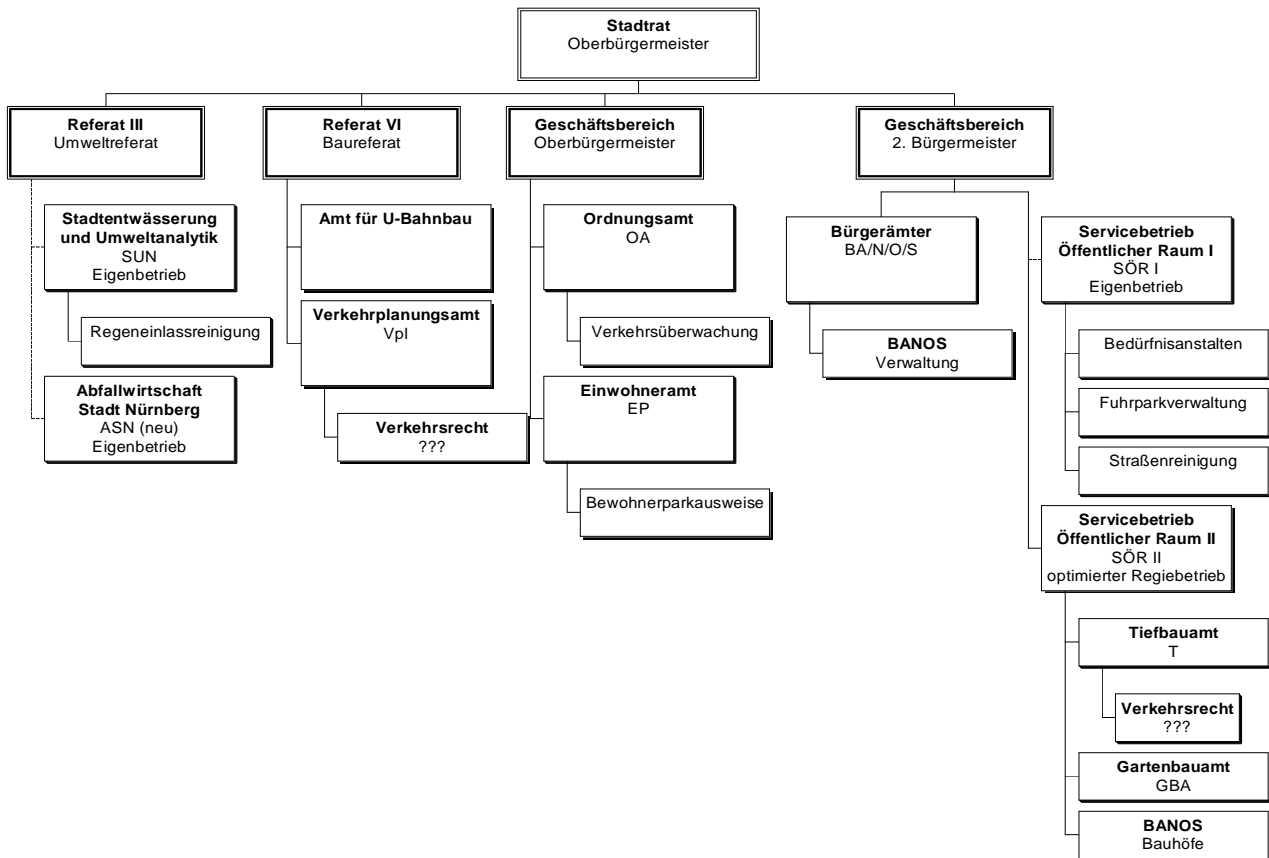 Stadtrat
Oberbürgermeister
Referat III
Umweltreferat
Stadtentwässerung
und Umweltanalytik
SUN
Eigenbetrieb
Regeneinlassreinigung
Abfallwirtschaft
Stadt Nürnberg
ASN (neu)
Eigenbetrieb
Referat VI
Baureferat
Amt für U-Bahnbau
Verkehrplanungsamt
Vpl
Verkehrsrecht
???
Geschäftsbereich
Oberbürgermeister
Ordnungsamt
OA
Verkehrsüberwachung
Einwohneramt
EP
Bewohnerparkausweise
Geschäftsbereich
2. Bürgermeister
Bürgerämter
BA/N/O/S
BANOS
Verwaltung
Servicebetrieb
Öffentlicher Raum I
SÖR I
Eigenbetrieb
Bedürfnisanstalten
Fuhrparkverwaltung
Straßenreinigung
Servicebetrieb
Öffentlicher Raum II
SÖR II
optimierter Regiebetrieb
Tiefbauamt
T
Verkehrsrecht
???
Gartenbauamt
GBA
BANOS
Bauhöfe